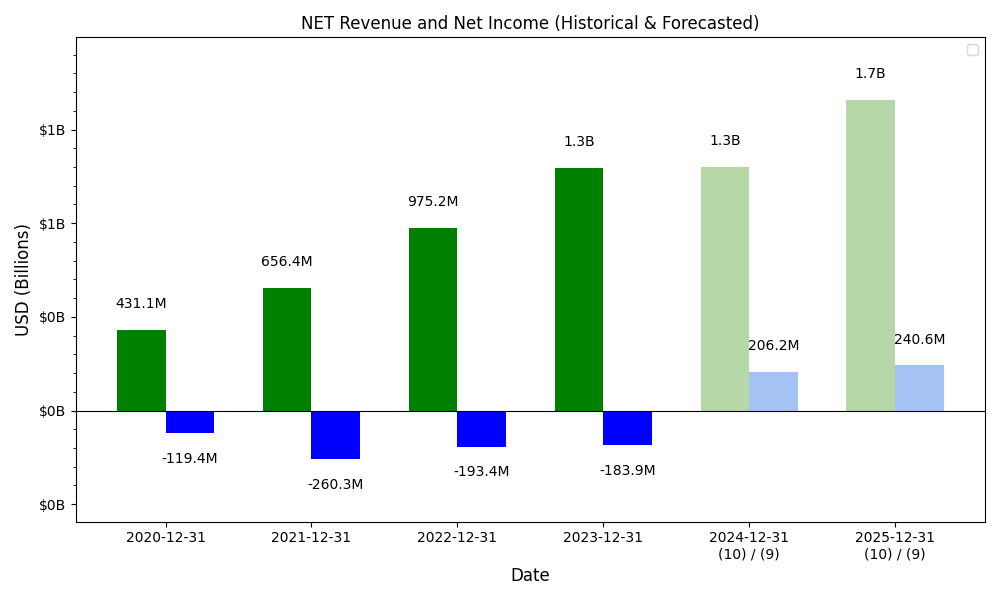 NET Revenue and Net Income (Historical & Forecasted)
USD (Billions)
$1B
$1B
$0B
$0B
$0B
431.1M
656.4M
975.2M
1.3B
1.3B
1.7B
-119.4M
-260.3M
-193.4M
-183.9M
206.2M
240.6M
2020-12-31
2021-12-31
2022-12-31
2023-12-31
2024-12-31
(10) / (9)
2025-12-31
(10) / (9)
Date